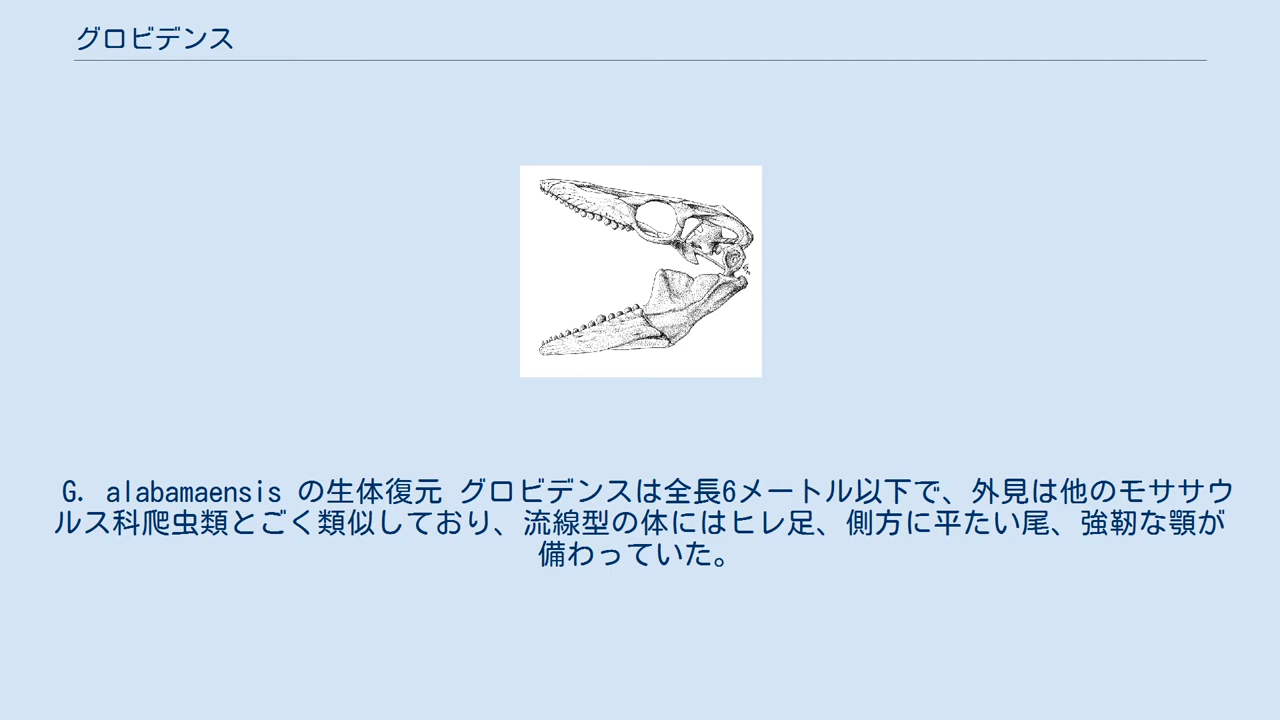 グロビデンス
G. alabamaensis の生体復元 グロビデンスは全長6メートル以下で、外見は他のモササウ
ルス科爬虫類とごく類似しており、流線型の体にはヒレ足、側方に平たい尾、強靭な顎が
備わっていた。